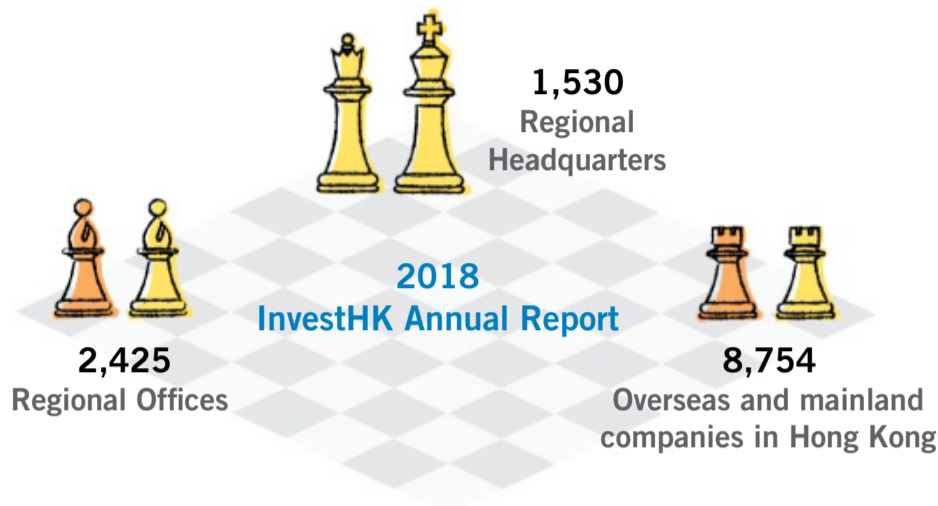 1,530
Regional
Headquarters
2018
InvestHK Annual Report
2,425
Regional Offices
8,754
Overseas and mainland
companies in Hong Kong